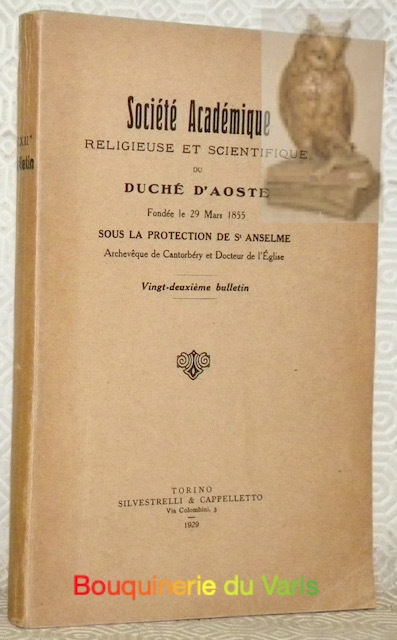 Société Académique
RELIGIEUSE ET SCIENTIFIQUE
DU
DUCHÉ D'AOSTE
Fondée le 29 Mars 1855
SOUS LA PROTECTION DE Sᵗ ANSELME
Archevêque de Cantorbéry et Docteur de l'Église
Vingt-deuxième bulletin
TORINO
SILVESTRELLI & CAPPELLETTO
Via Colombini, 3
1929
Bouquinerie du Varis